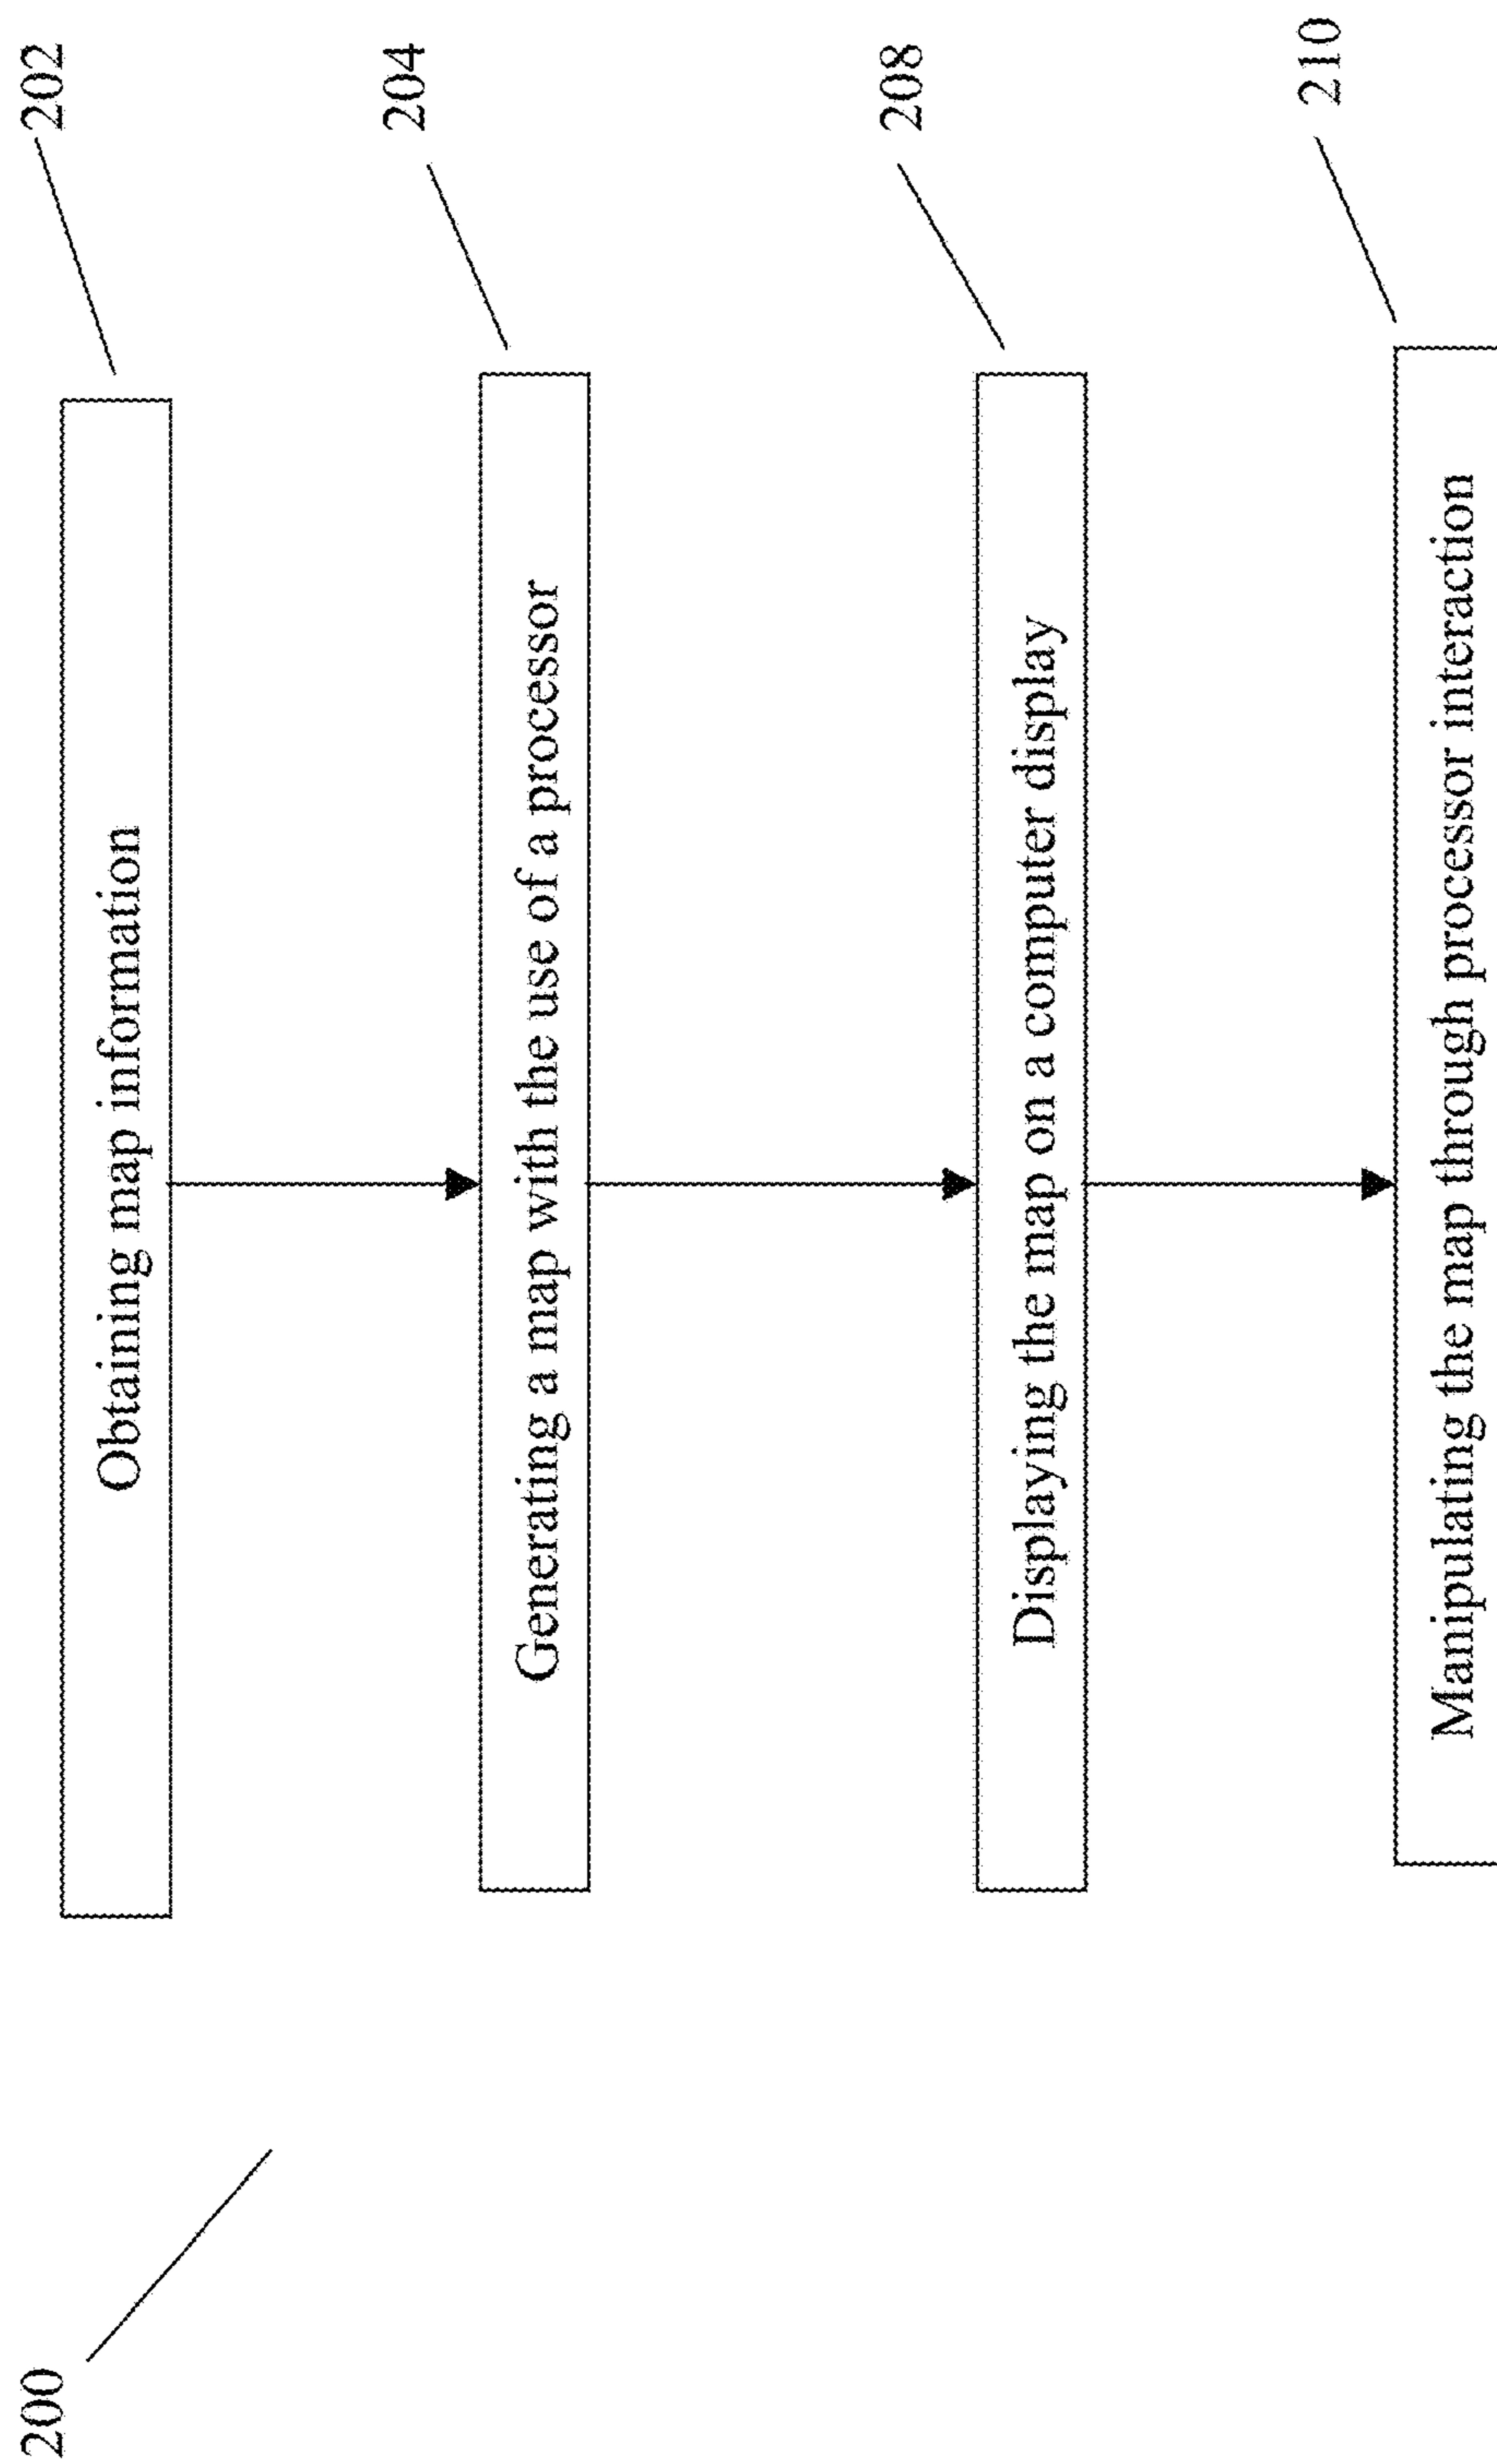 200
202
Obtaining map information
204
Generating a map with the use of a processor
208
Displaying the map on a computer display
210
Manipulating the map through processor interaction